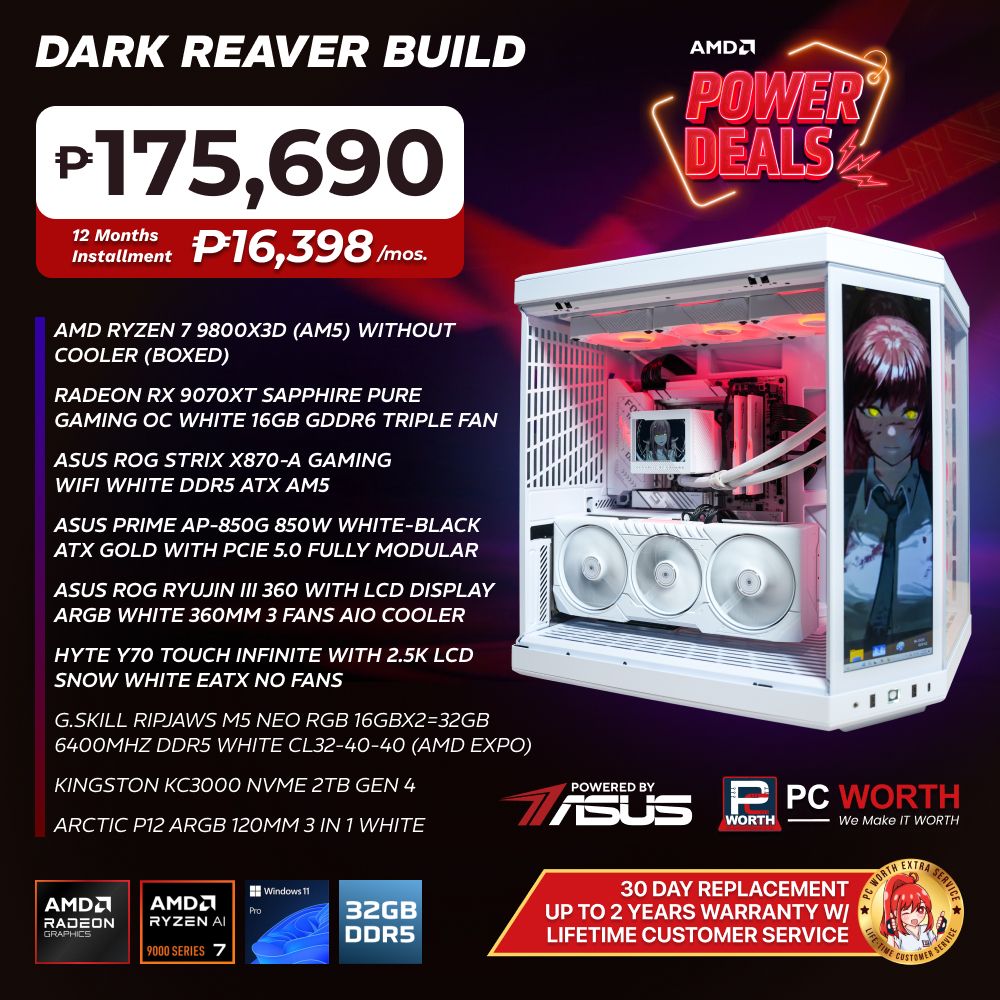 DARK REAVER BUILD
AMD
POWER
DEALS
₱175,690
12 Months
Installment
₱16,398 /mos.
AMD RYZEN 7 9800X3D (AM5) WITHOUT
COOLER (BOXED)
RADEON RX 9070XT SAPPHIRE PURE
GAMING OC WHITE 16GB GDDR6 TRIPLE FAN
ASUS ROG STRIX X870-A GAMING
WIFI WHITE DDR5 ATX AM5
ASUS PRIME AP-850G 850W WHITE-BLACK
ATX GOLD WITH PCIE 5.0 FULLY MODULAR
ASUS ROG RYUJIN III 360 WITH LCD DISPLAY
ARGB WHITE 360MM 3 FANS AIO COOLER
HYTE Y70 TOUCH INFINITE WITH 2.5K LCD
SNOW WHITE EATX NO FANS
G.SKILL RIPJAWS M5 NEO RGB 16GBX2=32GB
6400MHZ DDR5 WHITE CL32-40-40 (AMD EXPO)
KINGSTON KC3000 NVME 2TB GEN 4
ARCTIC P12 ARGB 120MM 3 IN 1 WHITE
POWERED BY
ASUS
PC
WORTH
PC WORTH
We Make IT WORTH
AMD
RADEON
GRAPHICS
AMD
RYZEN AI
9000 SERIES 7
Windows 11
Pro
32GB
DDR5
30 DAY REPLACEMENT
UP TO 2 YEARS WARRANTY W/
LIFETIME CUSTOMER SERVICE
PC WORTH EXTRA SERVICE
LIFE-TIME CUSTOMER SERVICE